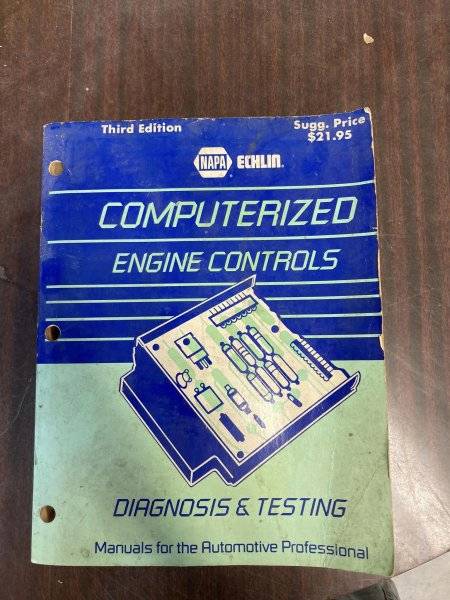 Third Edition
Sugg. Price
$21.95
NAPA ECHLIN®
COMPUTERIZED
ENGINE CONTROLS
DIAGNOSIS & TESTING
Manuals for the Automotive Professional